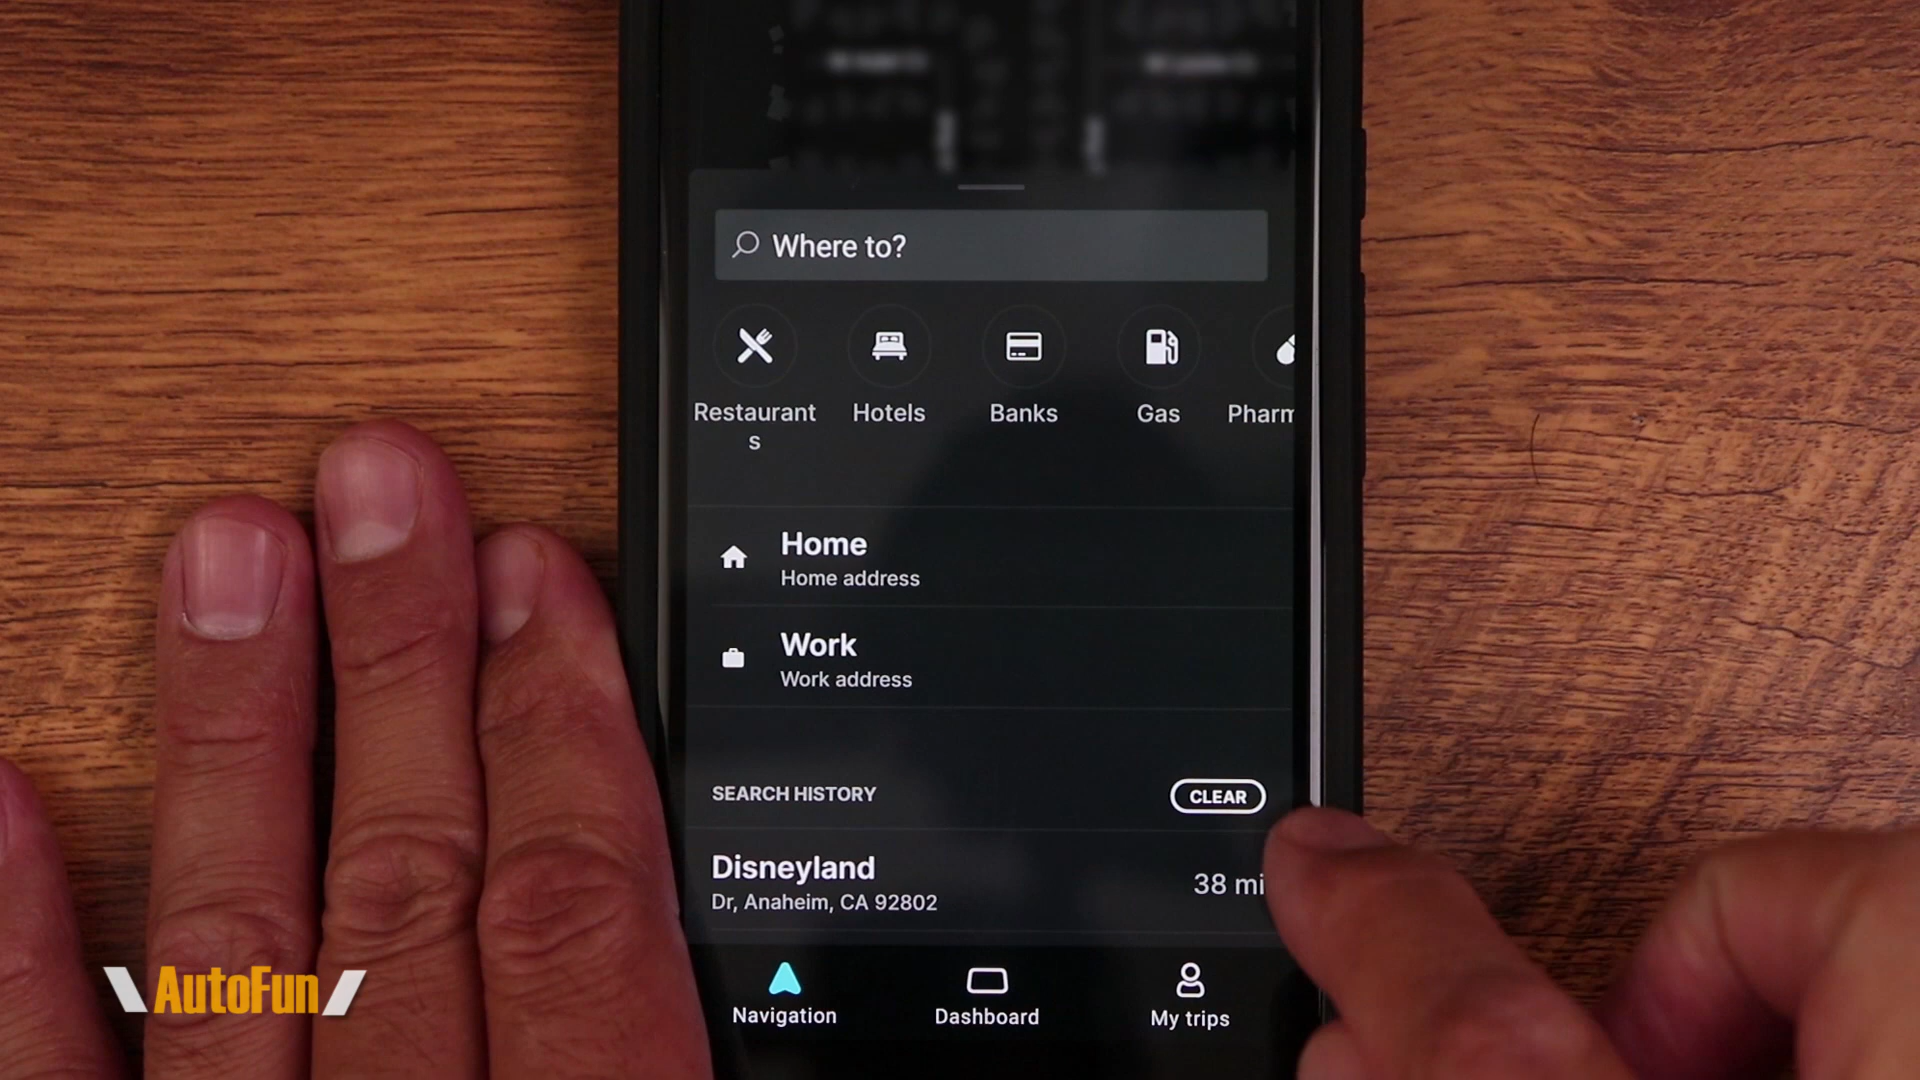 Where to?
Restaurant
s
Hotels
Banks
Gas
Pharm
Home
Home address
Work
Work address
SEARCH HISTORY
CLEAR
Disneyland
38 mi
Dr, Anaheim, CA 92802
Navigation
Dashboard
My trips
AutoFun